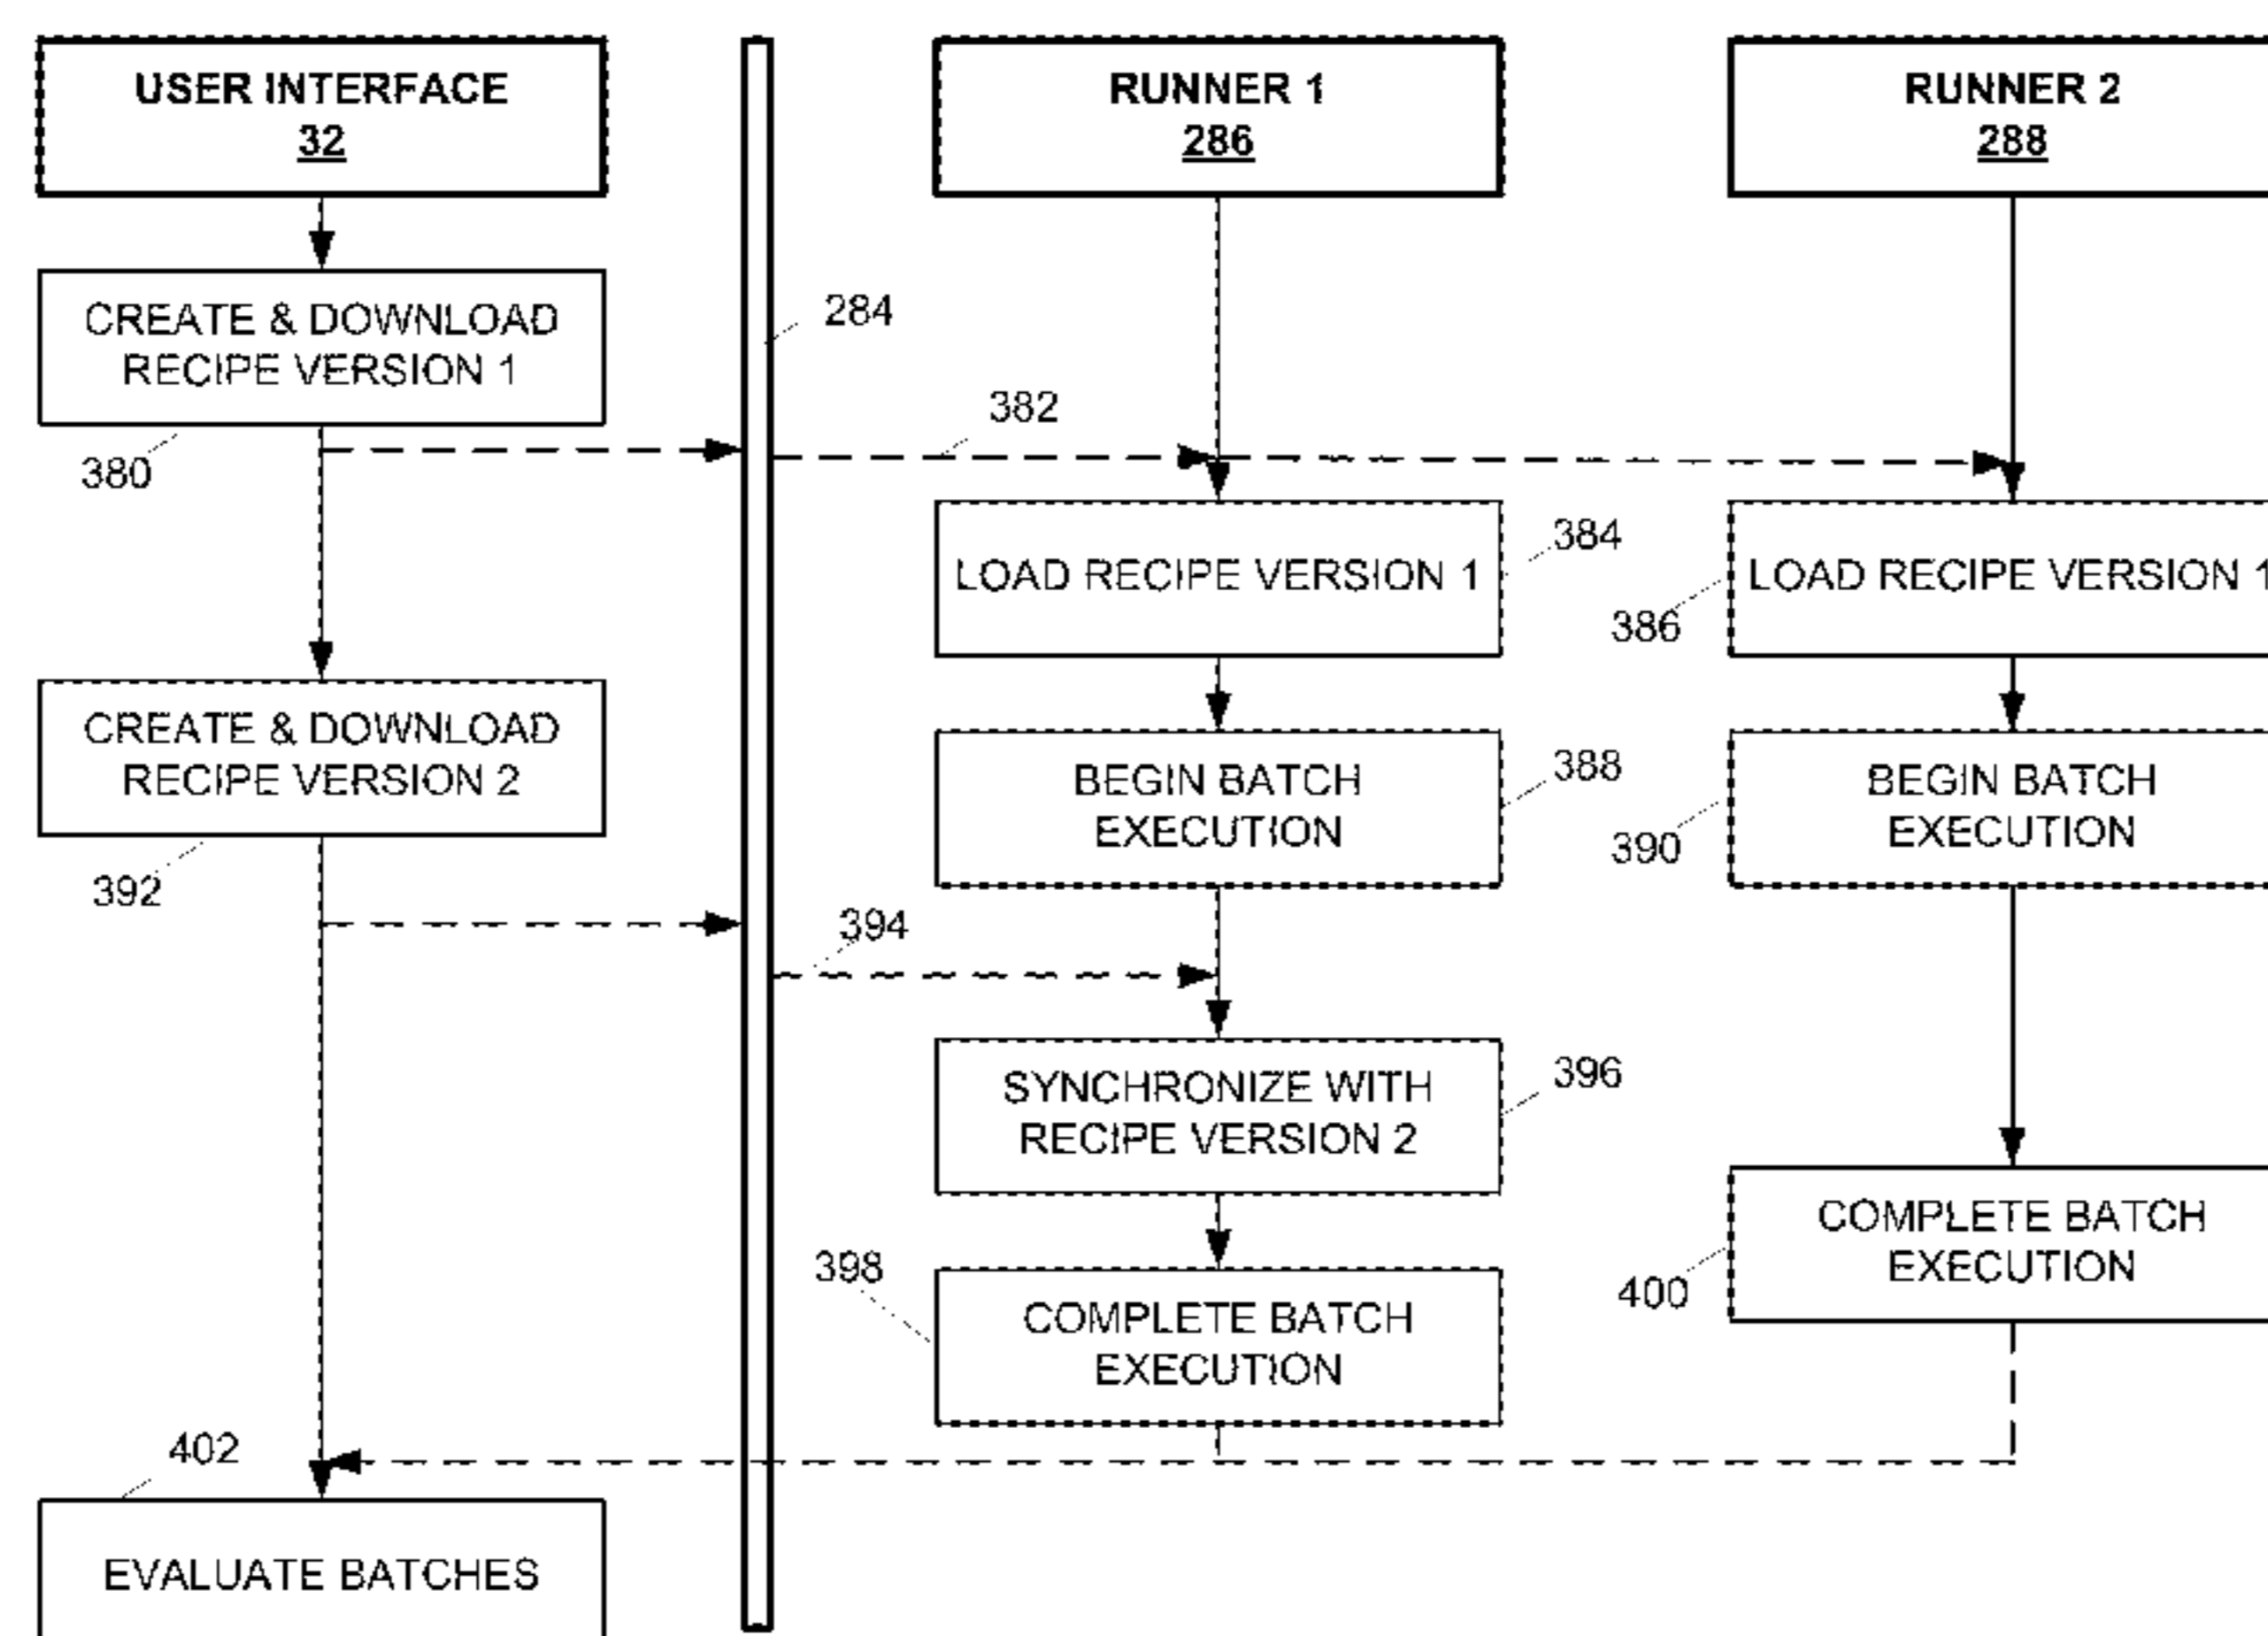 USER INTERFACE
32
RUNNER 1
286
RUNNER 2
288
CREATE & DOWNLOAD
RECIPE VERSION 1
284
382
380
LOAD RECIPE VERSION 1
384
LOAD RECIPE VERSION 1
386
CREATE & DOWNLOAD
RECIPE VERSION 2
BEGIN BATCH
EXECUTION
388
BEGIN BATCH
EXECUTION
390
392
394
SYNCHRONIZE WITH
RECIPE VERSION 2
396
COMPLETE BATCH
EXECUTION
398
COMPLETE BATCH
EXECUTION
400
402
EVALUATE BATCHES